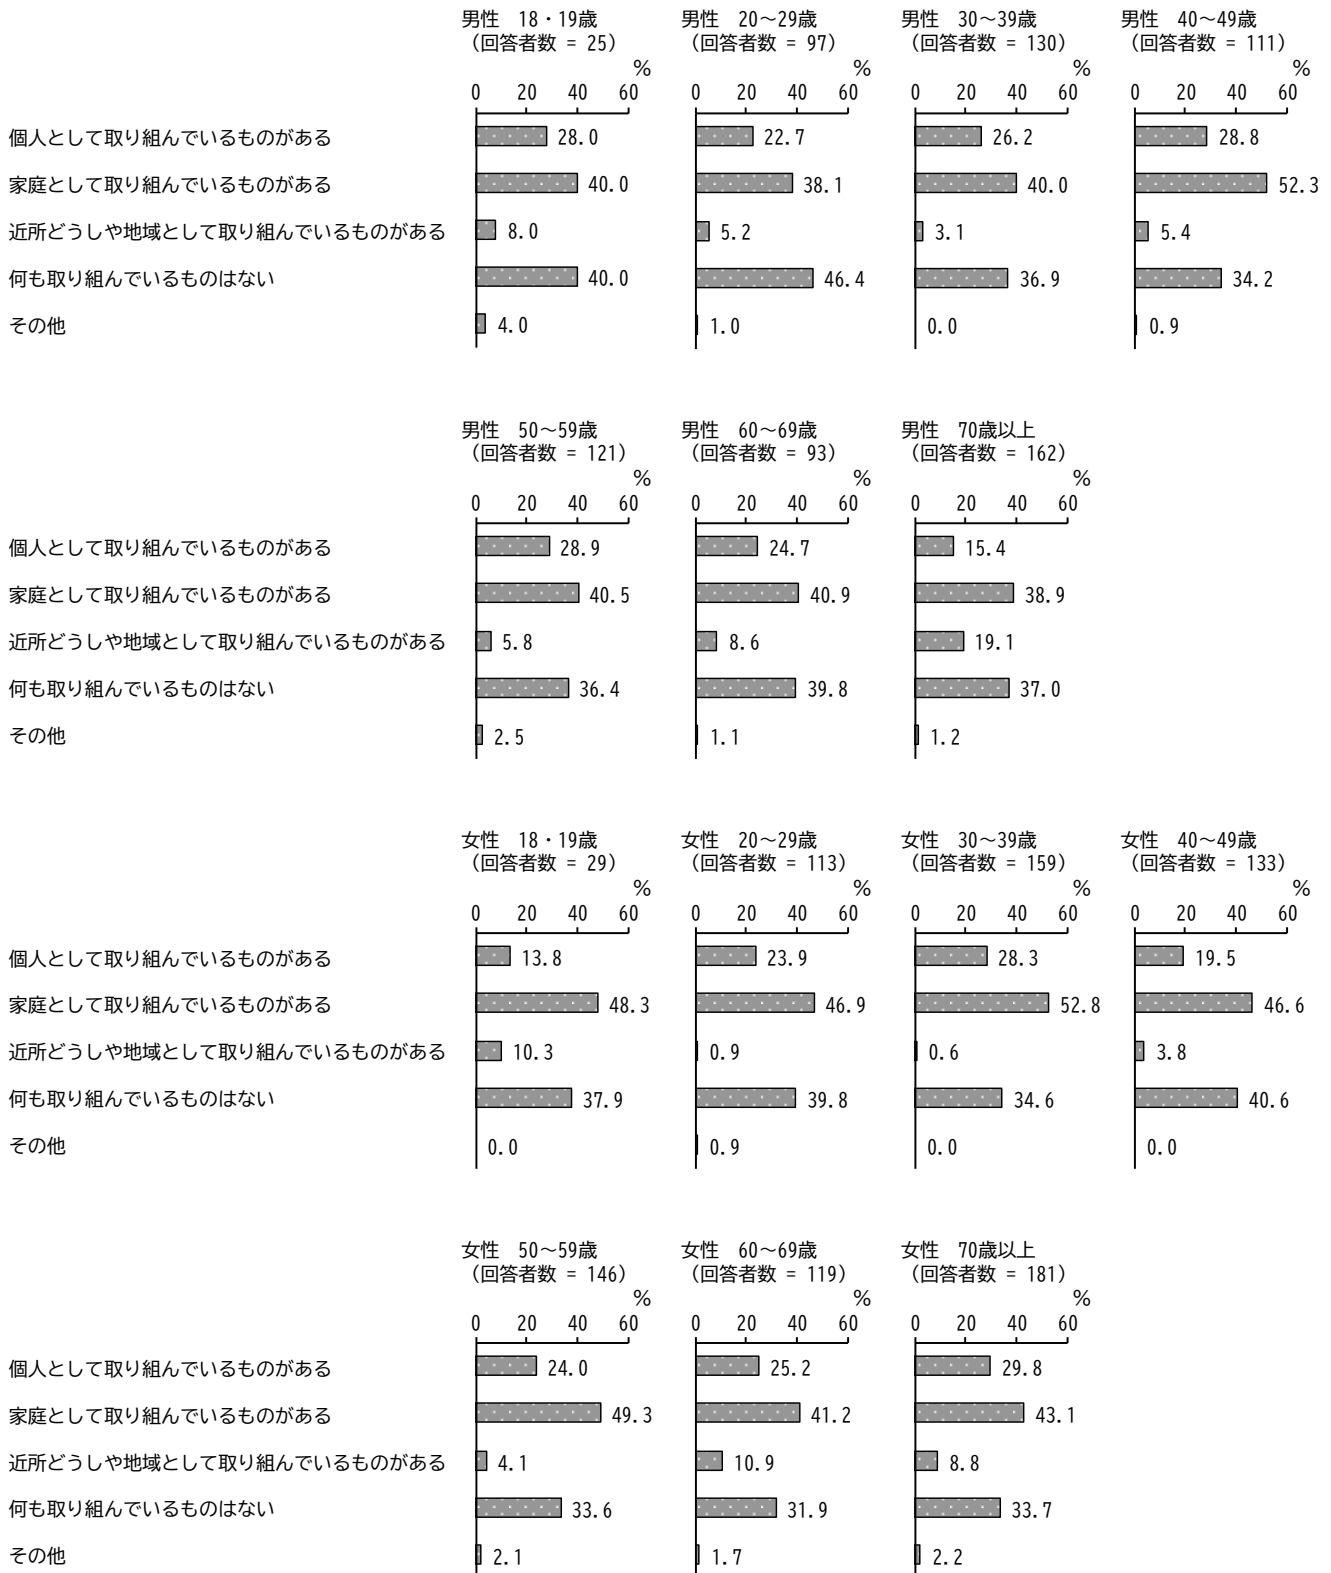 男性 18・19歳 男性 20～29歳 男性 30～39歳 男性 40～49歳
（回答者数 = 25） （回答者数 = 97） （回答者数 = 130） （回答者数 = 111）
% % % %
0 20 40 60 0 20 40 60 0 20 40 60 0 20 40 60
個人として取り組んでいるものがある 28.0 22.7 26.2 28.8
家庭として取り組んでいるものがある 40.0 38.1 40.0 52.3
近所どうしや地域として取り組んでいるものがある 8.0 5.2 3.1 5.4
何も取り組んでいるものはない 40.0 46.4 36.9 34.2
その他 4.0 1.0 0.0 0.9
男性 50～59歳 男性 60～69歳 男性 70歳以上
（回答者数 = 121） （回答者数 = 93） （回答者数 = 162）
% % %
0 20 40 60 0 20 40 60 0 20 40 60
個人として取り組んでいるものがある 28.9 24.7 15.4
家庭として取り組んでいるものがある 40.5 40.9 38.9
近所どうしや地域として取り組んでいるものがある 5.8 8.6 19.1
何も取り組んでいるものはない 36.4 39.8 37.0
その他 2.5 1.1 1.2
女性 18・19歳 女性 20～29歳 女性 30～39歳 女性 40～49歳
（回答者数 = 29） （回答者数 = 113） （回答者数 = 159） （回答者数 = 133）
% % % %
0 20 40 60 0 20 40 60 0 20 40 60 0 20 40 60
個人として取り組んでいるものがある 13.8 23.9 28.3 19.5
家庭として取り組んでいるものがある 48.3 46.9 52.8 46.6
近所どうしや地域として取り組んでいるものがある 10.3 0.9 0.6 3.8
何も取り組んでいるものはない 37.9 39.8 34.6 40.6
その他 0.0 0.9 0.0 0.0
女性 50～59歳 女性 60～69歳 女性 70歳以上
（回答者数 = 146） （回答者数 = 119） （回答者数 = 181）
% % %
0 20 40 60 0 20 40 60 0 20 40 60
個人として取り組んでいるものがある 24.0 25.2 29.8
家庭として取り組んでいるものがある 49.3 41.2 43.1
近所どうしや地域として取り組んでいるものがある 4.1 10.9 8.8
何も取り組んでいるものはない 33.6 31.9 33.7
その他 2.1 1.7 2.2